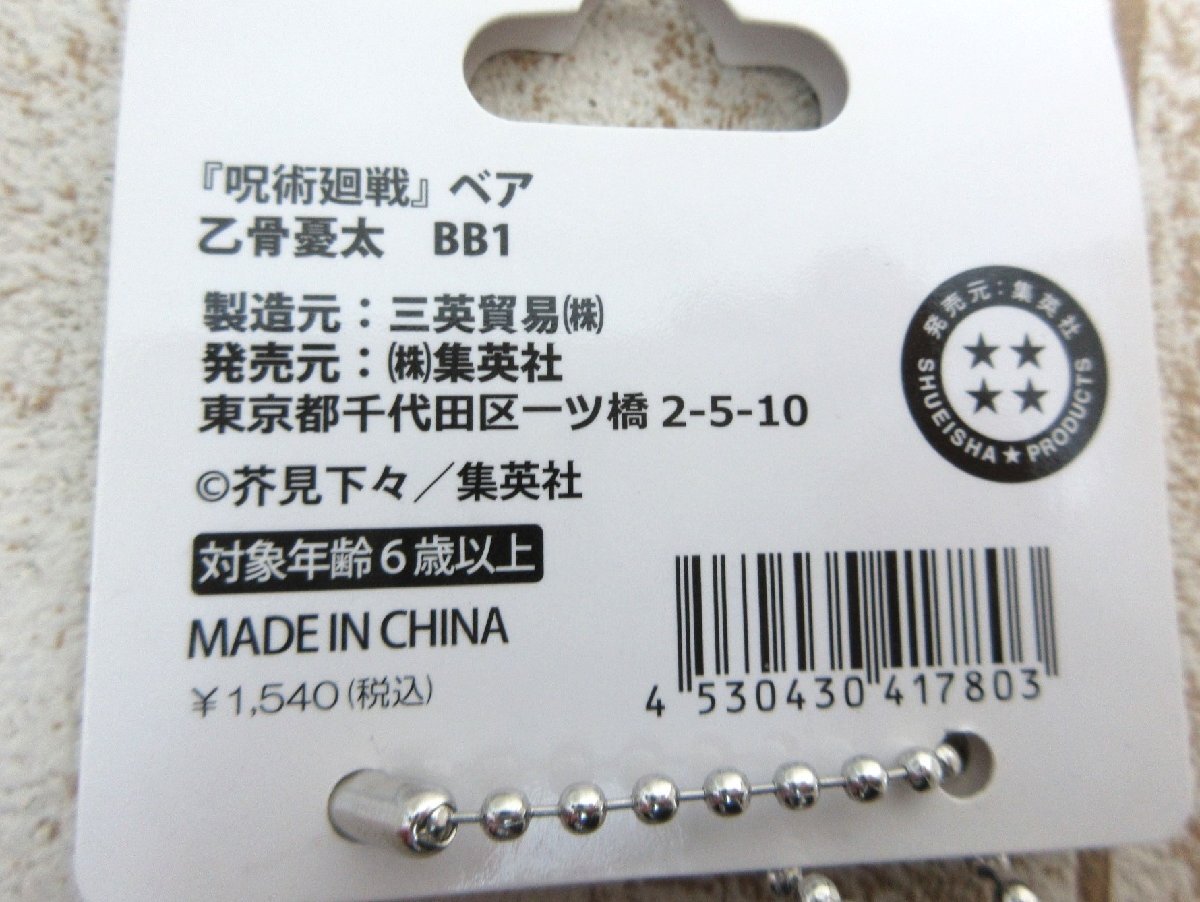 『呪術廻戦』ベア
乙骨憂太　BB1
製造元：三英貿易㈱
発売元：㈱集英社
東京都千代田区一ツ橋2-5-10
©芥見下々／集英社
対象年齢6歳以上
MADE IN CHINA
￥1,540(税込)
発売元：集英社
SHUEISHA★PRODUCTS
4 530430 417803